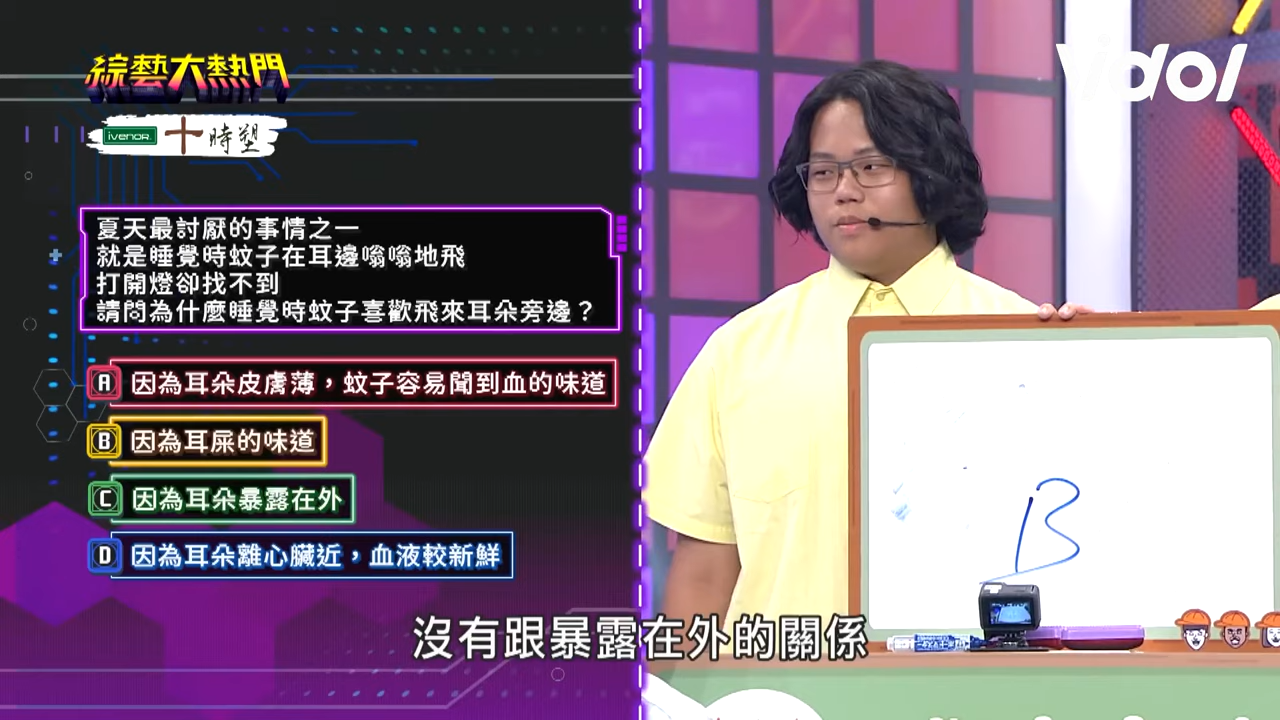 綜藝大熱門
Vidol
ivenor.
十時塑
夏天最討厭的事情之一
就是睡覺時蚊子在耳邊嗡嗡地飛
打開燈卻找不到
請問為什麼睡覺時蚊子喜歡飛來耳朵旁邊？
A 因為耳朵皮膚薄，蚊子容易聞到血的味道
B 因為耳屎的味道
C 因為耳朵暴露在外
D 因為耳朵離心臟近，血液較新鮮
B
沒有跟暴露在外的關係